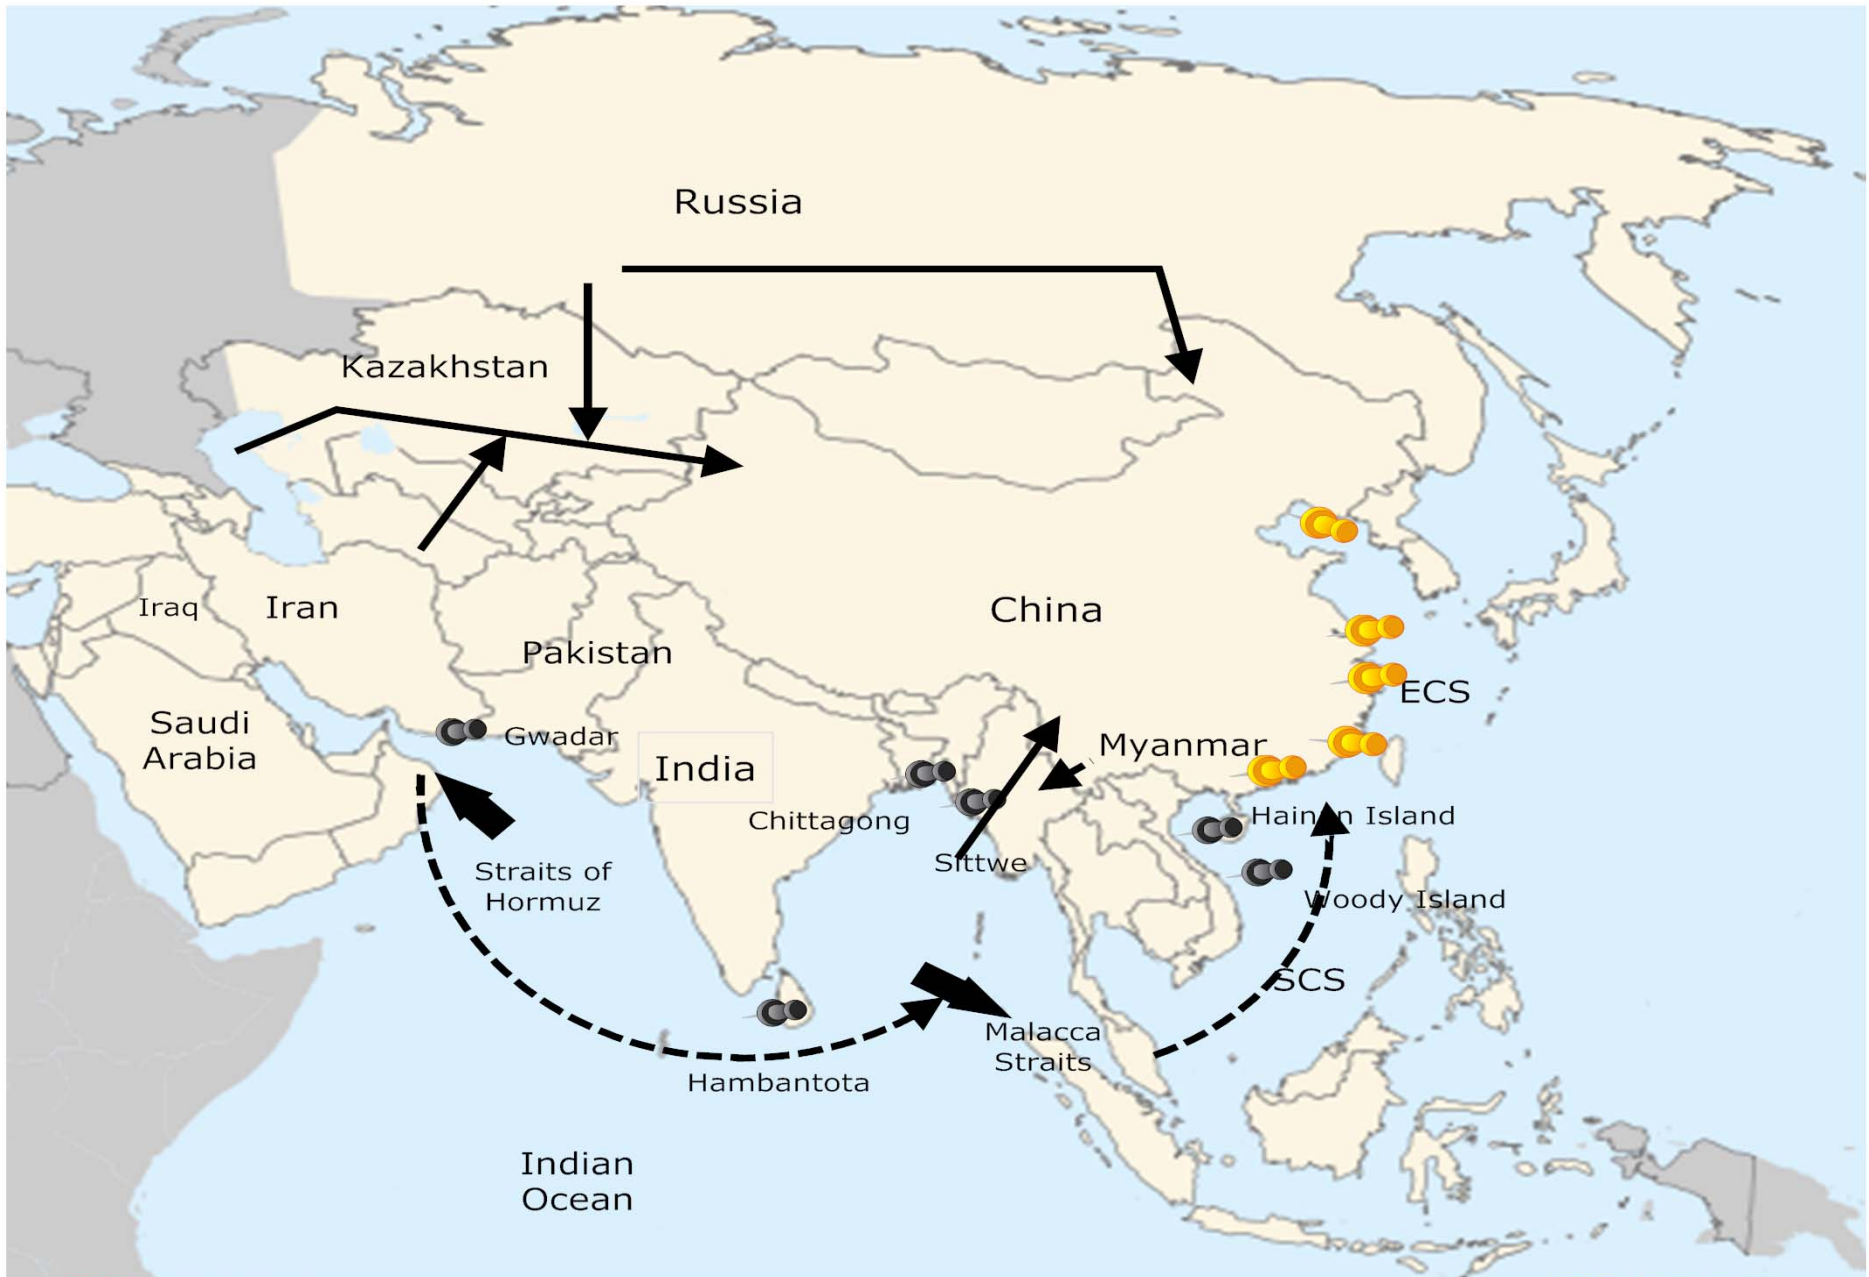 Russia
Kazakhstan
Iraq
Iran
China
Pakistan
ECS
Saudi
Arabia
Gwadar
India
Myanmar
Chittagong
Hainan Island
Sittwe
Straits of
Hormuz
Woody Island
SCS
Malacca
Straits
Hambantota
Indian
Ocean